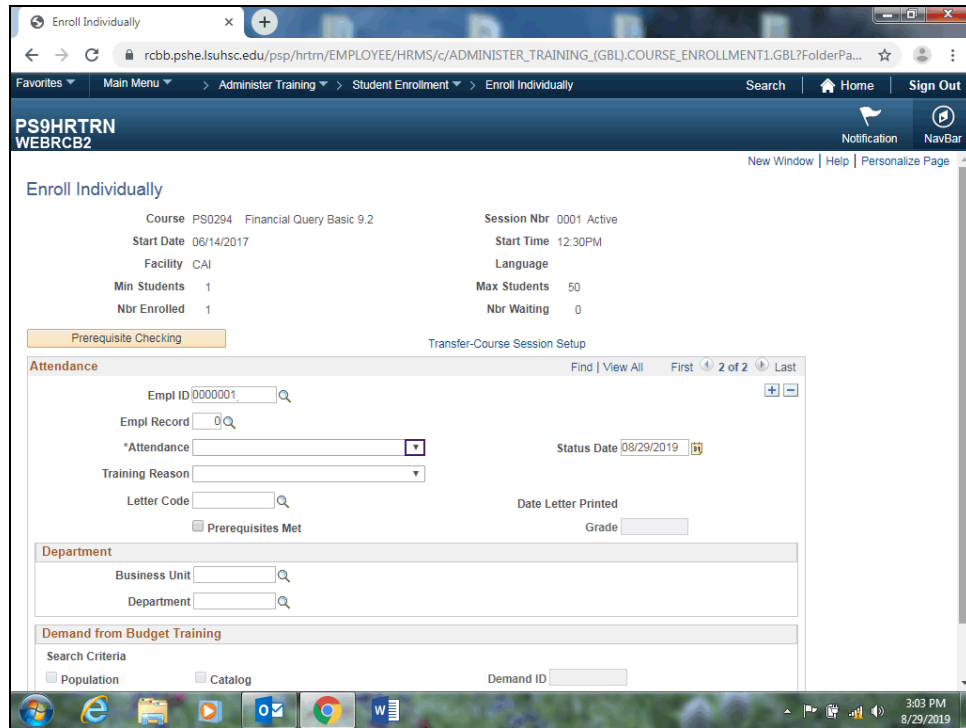 Enroll Individually
rcbb.pshe.lsuhsc.edu/psp/hrtrn/EMPLOYEE/HRMS/c/ADMINISTER_TRAINING_(GBL).COURSE_ENROLLMENT1.GBL?FolderPa...
Favorites Main Menu > Administer Training > Student Enrollment > Enroll Individually Search Home Sign Out
PS9HRTRN
WEBRCB2
Notification NavBar
New Window | Help | Personalize Page
Enroll Individually
Course PS0294 Financial Query Basic 9.2 Session Nbr 0001 Active
Start Date 06/14/2017 Start Time 12:30PM
Facility CAI Language
Min Students 1 Max Students 50
Nbr Enrolled 1 Nbr Waiting 0
Prerequisite Checking Transfer-Course Session Setup
Attendance Find | View All First 2 of 2 Last
Empl ID 0000001
Empl Record 0
*Attendance Status Date 08/29/2019
Training Reason
Letter Code Date Letter Printed
Prerequisites Met Grade
Department
Business Unit
Department
Demand from Budget Training
Search Criteria
Population Catalog Demand ID
3:03 PM
8/29/2019